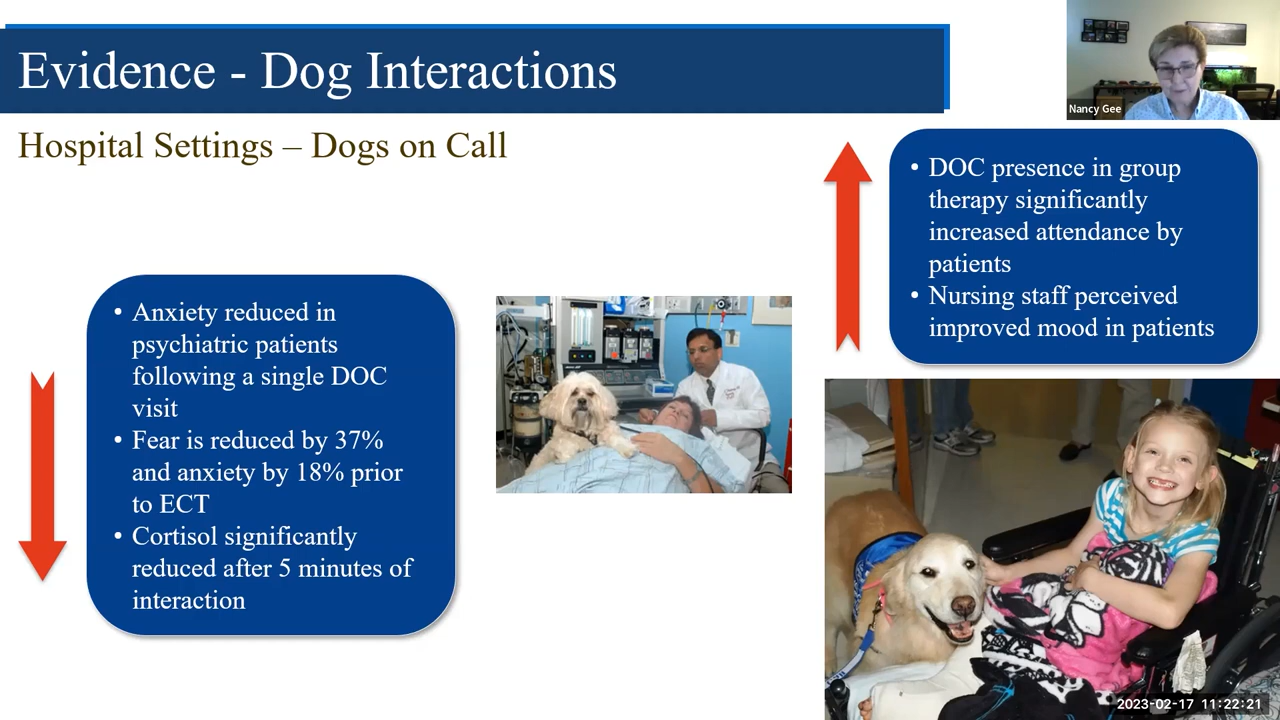 Evidence - Dog Interactions
Nancy Gee
Hospital Settings – Dogs on Call
• DOC presence in group
therapy significantly
increased attendance by
patients
• Nursing staff perceived
improved mood in patients
• Anxiety reduced in
psychiatric patients
following a single DOC
visit
• Fear is reduced by 37%
and anxiety by 18% prior
to ECT
• Cortisol significantly
reduced after 5 minutes of
interaction
2023-02-17 11:22:21